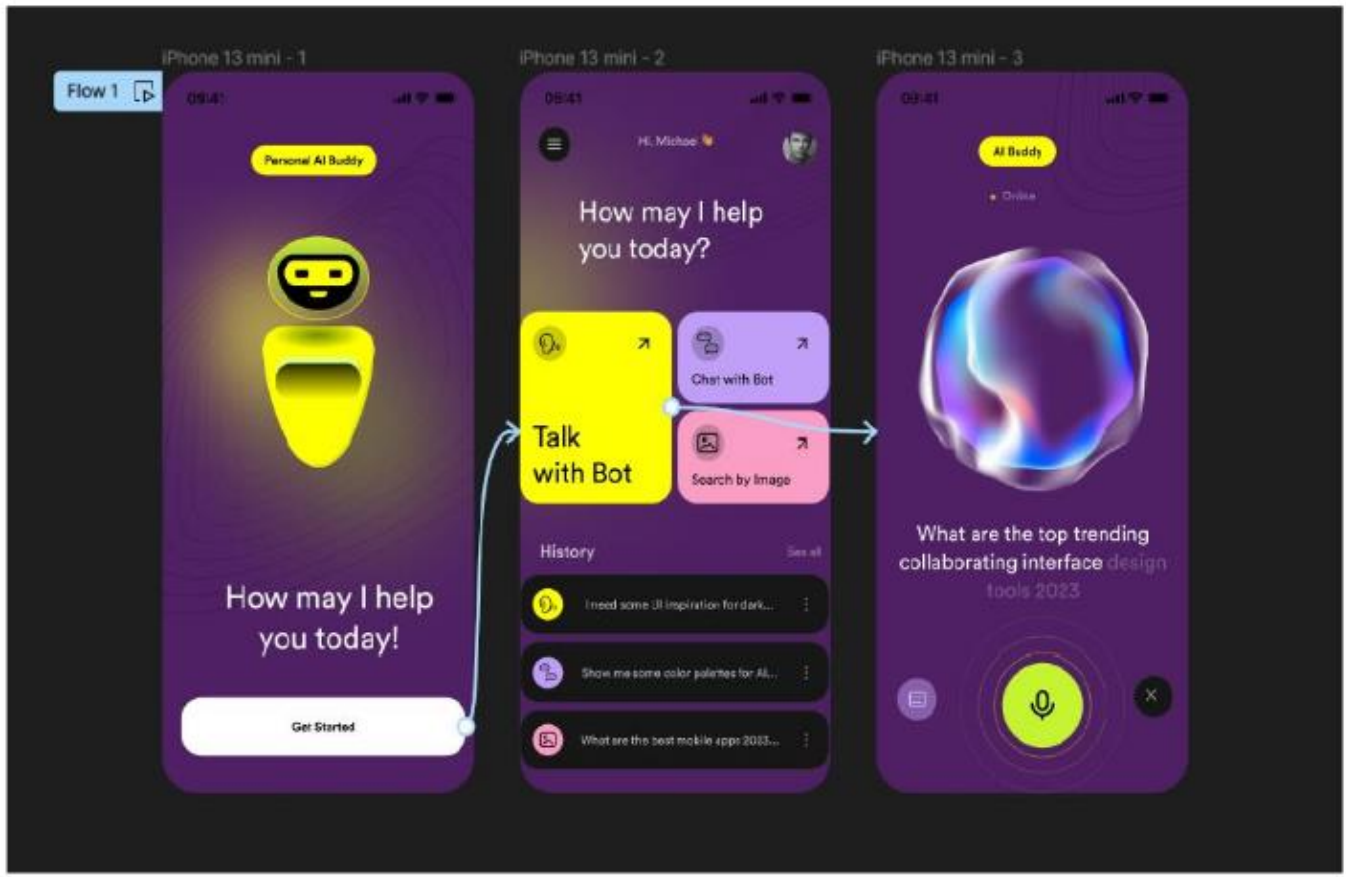 iPhone 13 mini - 1
Flow 1
09:41
Personal AI Buddy
How may I help
you today!
Get Started
iPhone 13 mini - 2
09:41
Hi, Michael 👋
How may I help
you today?
Talk
with Bot
Chat with Bot
Search by Image
History
See all
I need some UI inspiration for dark...
Show me some color palettes for AI...
What are the best mobile apps 2023...
iPhone 13 mini - 3
09:41
AI Buddy
Online
What are the top trending
collaborating interface design
tools 2023